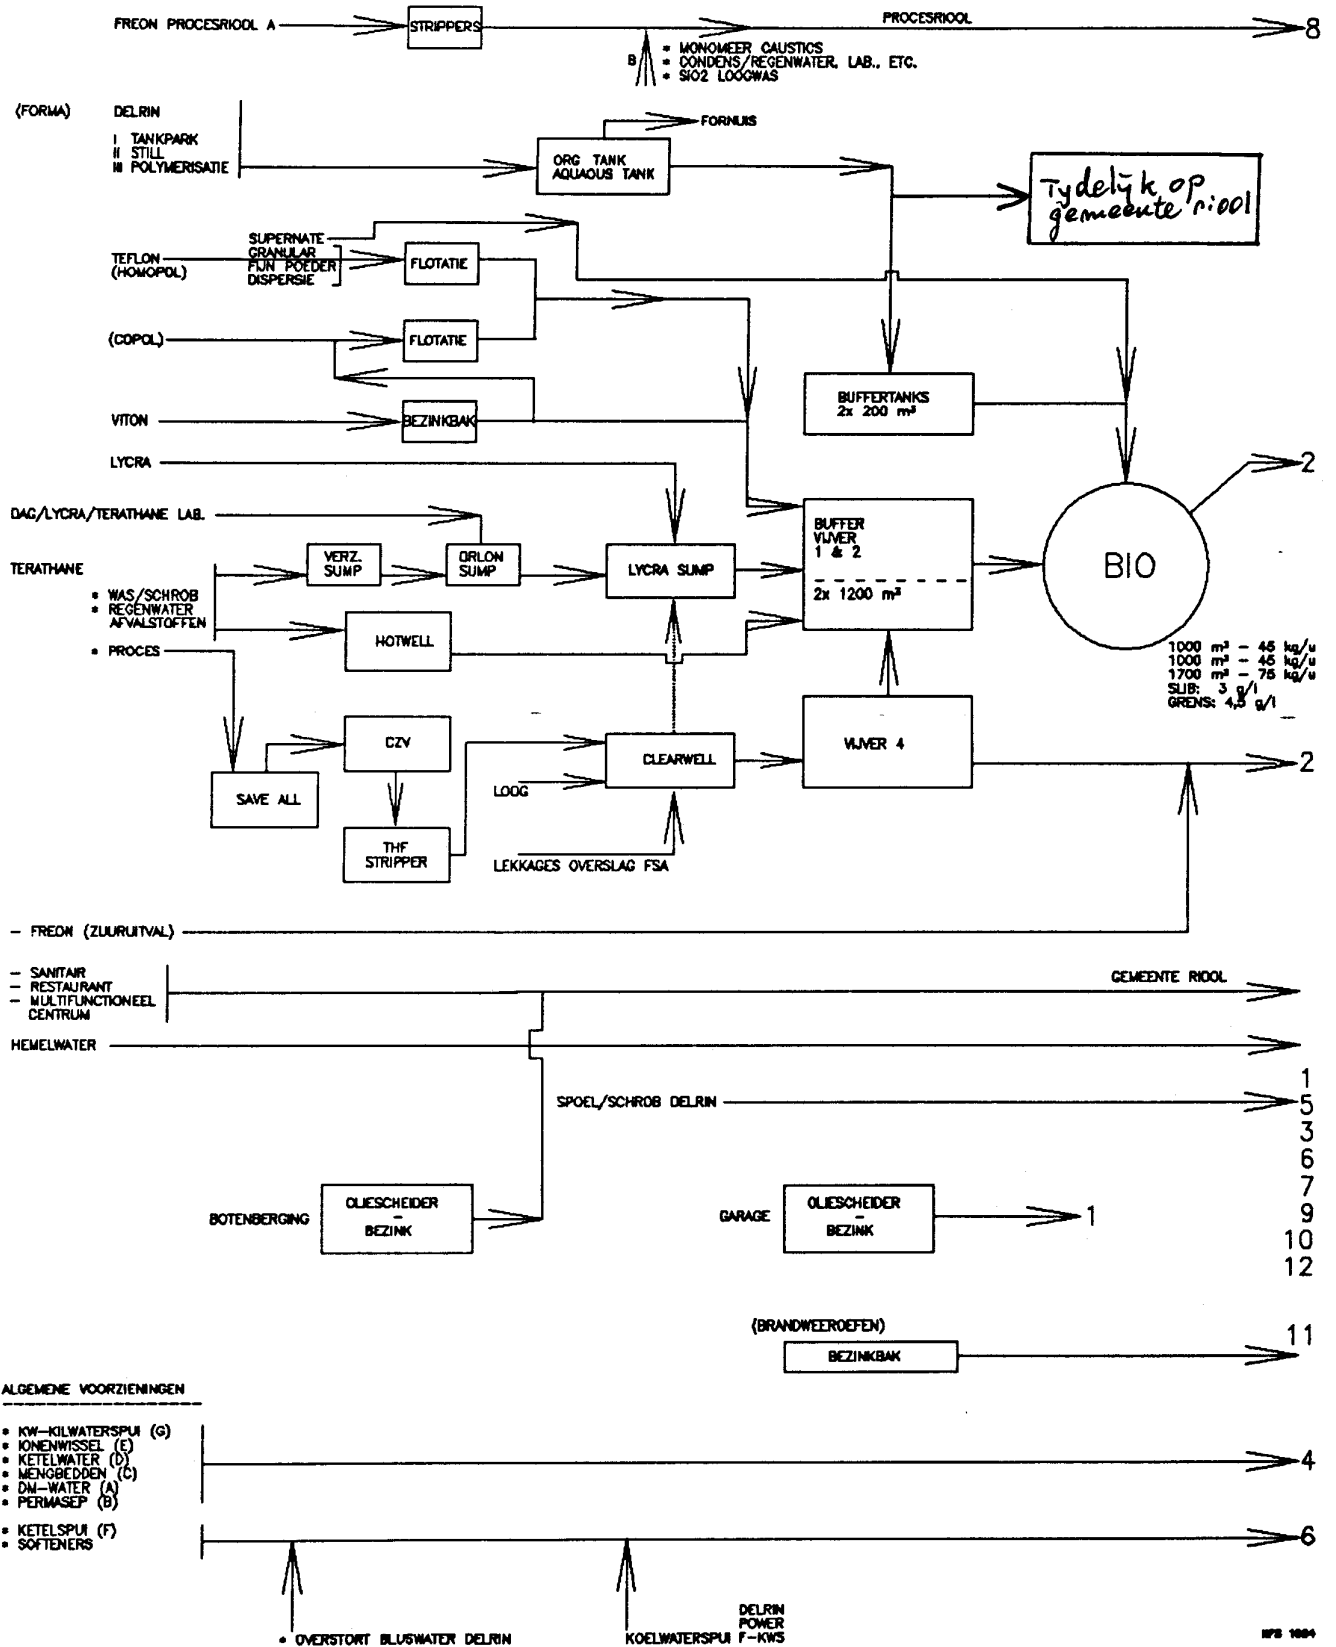 FREON PROCESRIOOL A
STRIPPERS
PROCESRIOOL
8
B
* MONOMEER CAUSTICS
* CONDENS/REGENWATER, LAB., ETC.
* SIO2 LOOGWAS
(FORMA) DELRIN
I TANKPARK
II STILL
III POLYMERISATIE
ORG TANK
AQUAOUS TANK
FORNUIS
Tydelijk op
gemeente riool
SUPERNATE
GRANULAR
FIJN POEDER
DISPERSIE
TEFLON
(HOMOPOL)
FLOTATIE
(COPOL)
FLOTATIE
BUFFERTANKS
2x 200 m³
VITON
BEZINKBAK
LYCRA
2
DAG/LYCRA/TERATHANE LAB.
TERATHANE
* WAS/SCHROB
* REGENWATER
AFVALSTOFFEN
* PROCES
VERZ.
SUMP
ORLON
SUMP
LYCRA SUMP
BUFFER
VIJVER
1 & 2
2x 1200 m³
BIO
HOTWELL
1000 m³ - 45 kg/u
1000 m³ - 45 kg/u
1700 m³ - 75 kg/u
SLIB: 3 g/l
GRENS: 4,5 g/l
CZV
SAVE ALL
THF
STRIPPER
LOOG
CLEARWELL
VIJVER 4
2
LEKKAGES OVERSLAG FSA
- FREON (ZUURUITVAL)
- SANITAIR
- RESTAURANT
- MULTIFUNCTIONEEL
CENTRUM
GEMEENTE RIOOL
HEMELWATER
SPOEL/SCHROB DELRIN
1
5
3
6
7
9
10
12
BOTENBERGING
OLIESCHEIDER
-
BEZINK
GARAGE
OLIESCHEIDER
-
BEZINK
1
(BRANDWEEROEFEN)
BEZINKBAK
11
ALGEMENE VOORZIENINGEN
* KW-KILWATERSPUI (G)
* IONENWISSEL (E)
* KETELWATER (D)
* MENGBEDDEN (C)
* DM-WATER (A)
* PERMASEP (B)
4
* KETELSPUI (F)
* SOFTENERS
6
* OVERSTORT BLUSWATER DELRIN
DELRIN
POWER
KOELWATERSPUI F-KWS